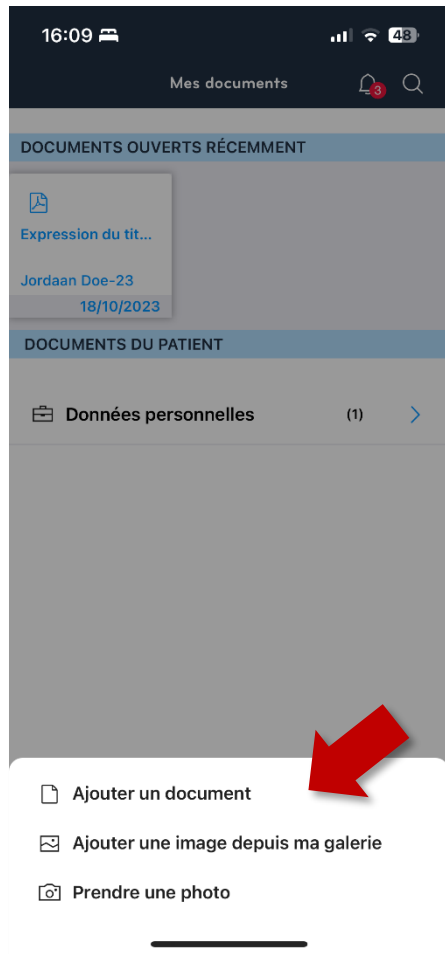 16:09
48
Mes documents
3
DOCUMENTS OUVERTS RÉCEMMENT
Expression du tit...
Jordaan Doe-23
18/10/2023
DOCUMENTS DU PATIENT
Données personnelles (1)
Ajouter un document
Ajouter une image depuis ma galerie
Prendre une photo